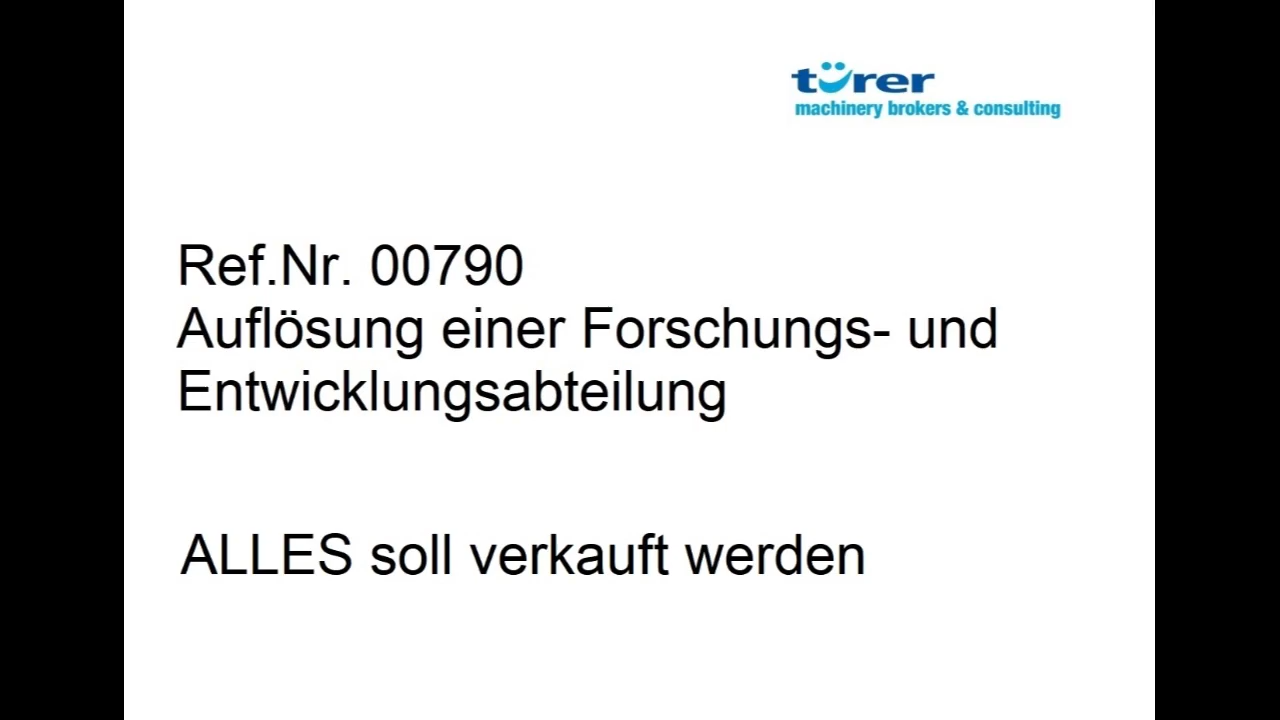 türer
machinery brokers & consulting
Ref.Nr. 00790
Auflösung einer Forschungs- und
Entwicklungsabteilung
ALLES soll verkauft werden